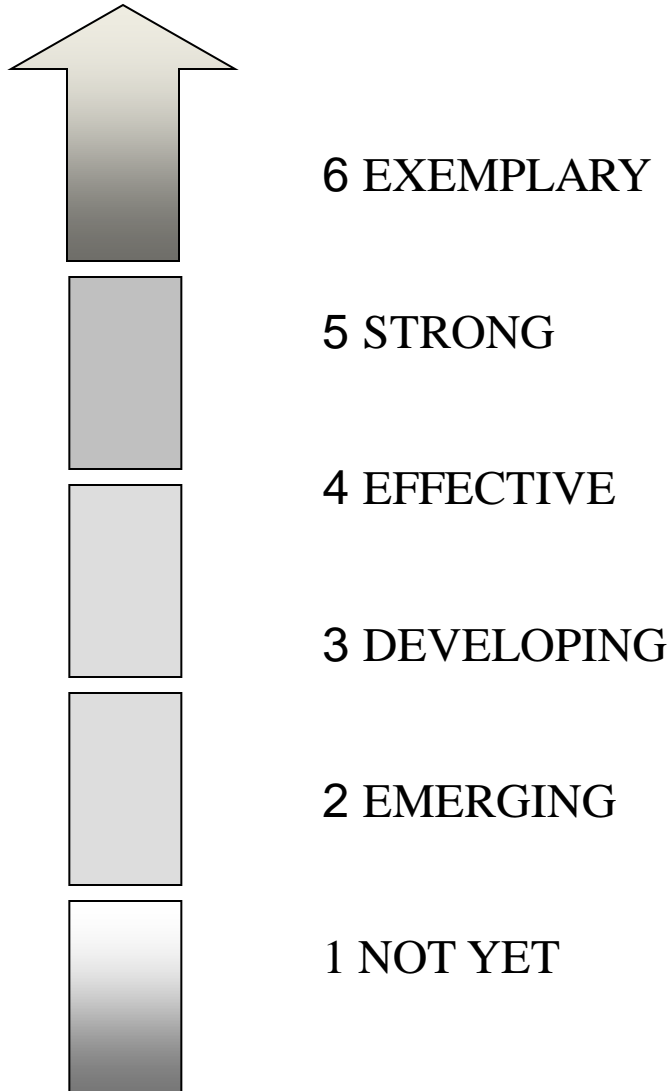 6 EXEMPLARY
5 STRONG
4 EFFECTIVE
3 DEVELOPING
2 EMERGING
1 NOT YET